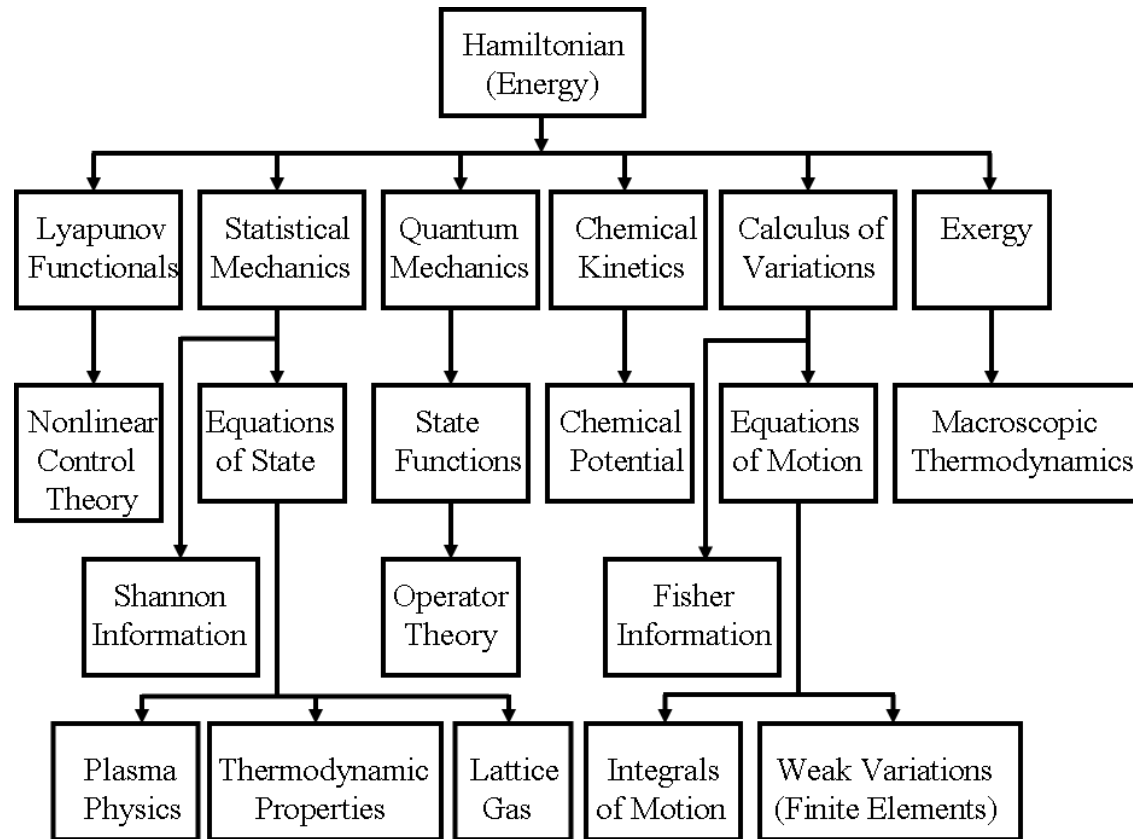 Hamiltonian
(Energy)
Lyapunov
Functionals
Statistical
Mechanics
Quantum
Mechanics
Chemical
Kinetics
Calculus of
Variations
Exergy
Nonlinear
Control
Theory
Equations
of State
State
Functions
Chemical
Potential
Equations
of Motion
Macroscopic
Thermodynamics
Shannon
Information
Operator
Theory
Fisher
Information
Plasma
Physics
Thermodynamic
Properties
Lattice
Gas
Integrals
of Motion
Weak Variations
(Finite Elements)